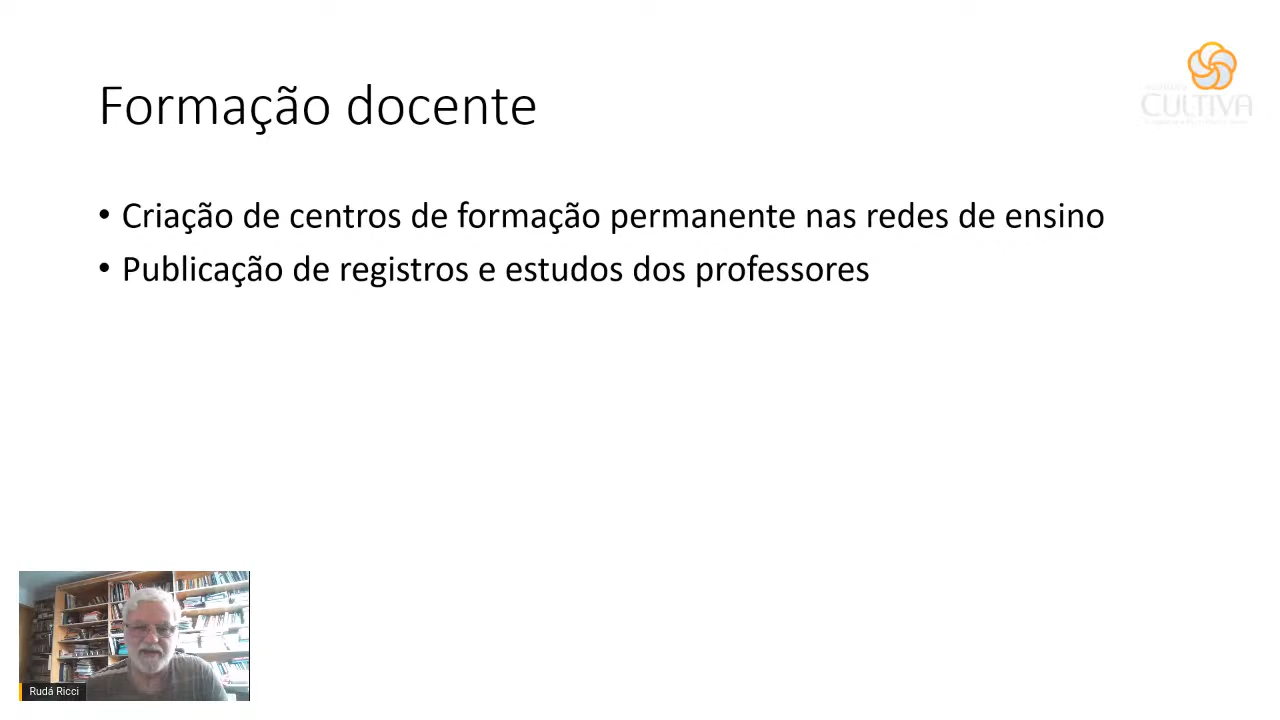 Formação docente
CULTIVA
• Criação de centros de formação permanente nas redes de ensino
• Publicação de registros e estudos dos professores
Rudá Ricci